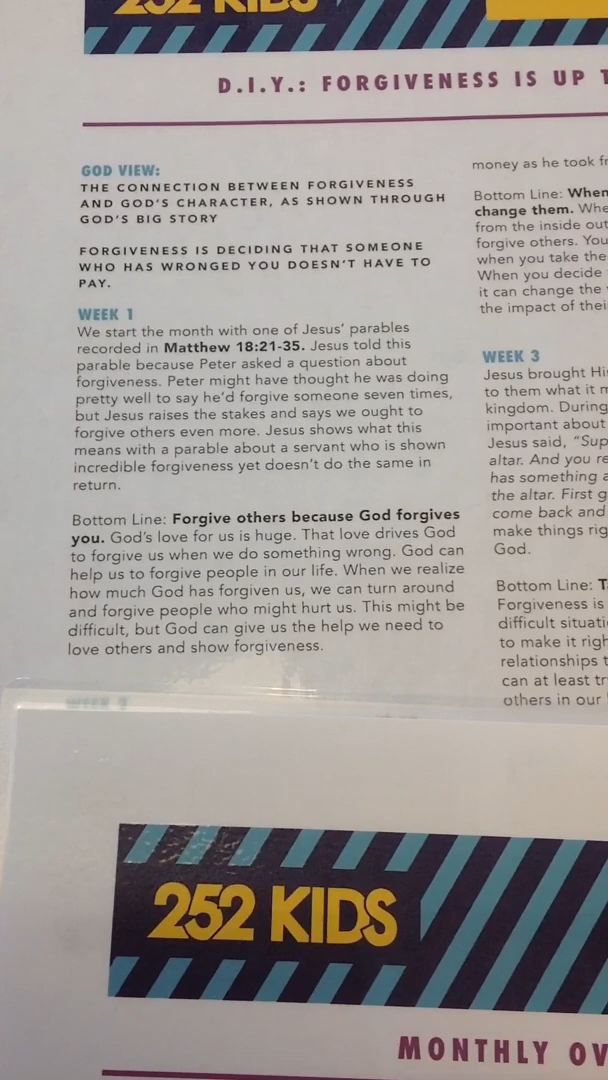 252 KIDS
D.I.Y.: FORGIVENESS IS UP
GOD VIEW:
THE CONNECTION BETWEEN FORGIVENESS
AND GOD'S CHARACTER, AS SHOWN THROUGH
GOD'S BIG STORY
FORGIVENESS IS DECIDING THAT SOMEONE
WHO HAS WRONGED YOU DOESN'T HAVE TO
PAY.
WEEK 1
We start the month with one of Jesus' parables
recorded in Matthew 18:21-35. Jesus told this
parable because Peter asked a question about
forgiveness. Peter might have thought he was doing
pretty well to say he'd forgive someone seven times,
but Jesus raises the stakes and says we ought to
forgive others even more. Jesus shows what this
means with a parable about a servant who is shown
incredible forgiveness yet doesn't do the same in
return.
Bottom Line: Forgive others because God forgives
you. God's love for us is huge. That love drives God
to forgive us when we do something wrong. God can
help us to forgive people in our life. When we realize
how much God has forgiven us, we can turn around
and forgive people who might hurt us. This might be
difficult, but God can give us the help we need to
love others and show forgiveness.
WEEK 2
money as he took
Bottom Line: When
change them.
from the inside out
forgive others. You
when you take the
When you decide
it can change the
the impact of their
WEEK 3
Jesus brought
to them what it
kingdom. During
important about
Jesus said,
altar. And you
has something
the altar. First
come back and
make things
God.
Bottom Line:
Forgiveness is
difficult
to make it
relationships
can at least
others in our
252 KIDS
MONTHLY